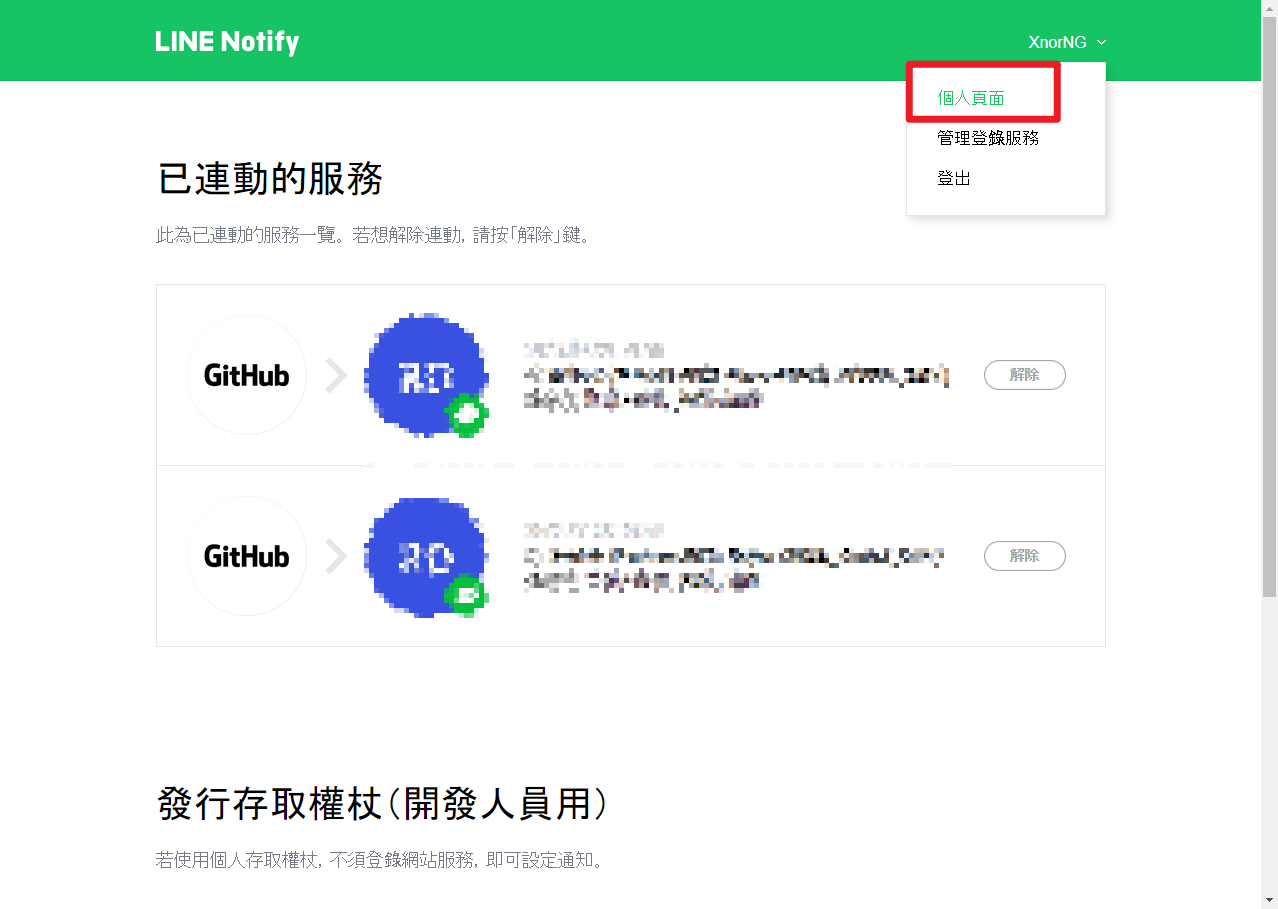 LINE Notify
XnorNG
個人頁面
管理登錄服務
登出
已連動的服務
此為已連動的服務一覽。若想解除連動，請按「解除」鍵。
GitHub
解除
GitHub
解除
發行存取權杖(開發人員用)
若使用個人存取權杖，不須登錄網站服務，即可設定通知。